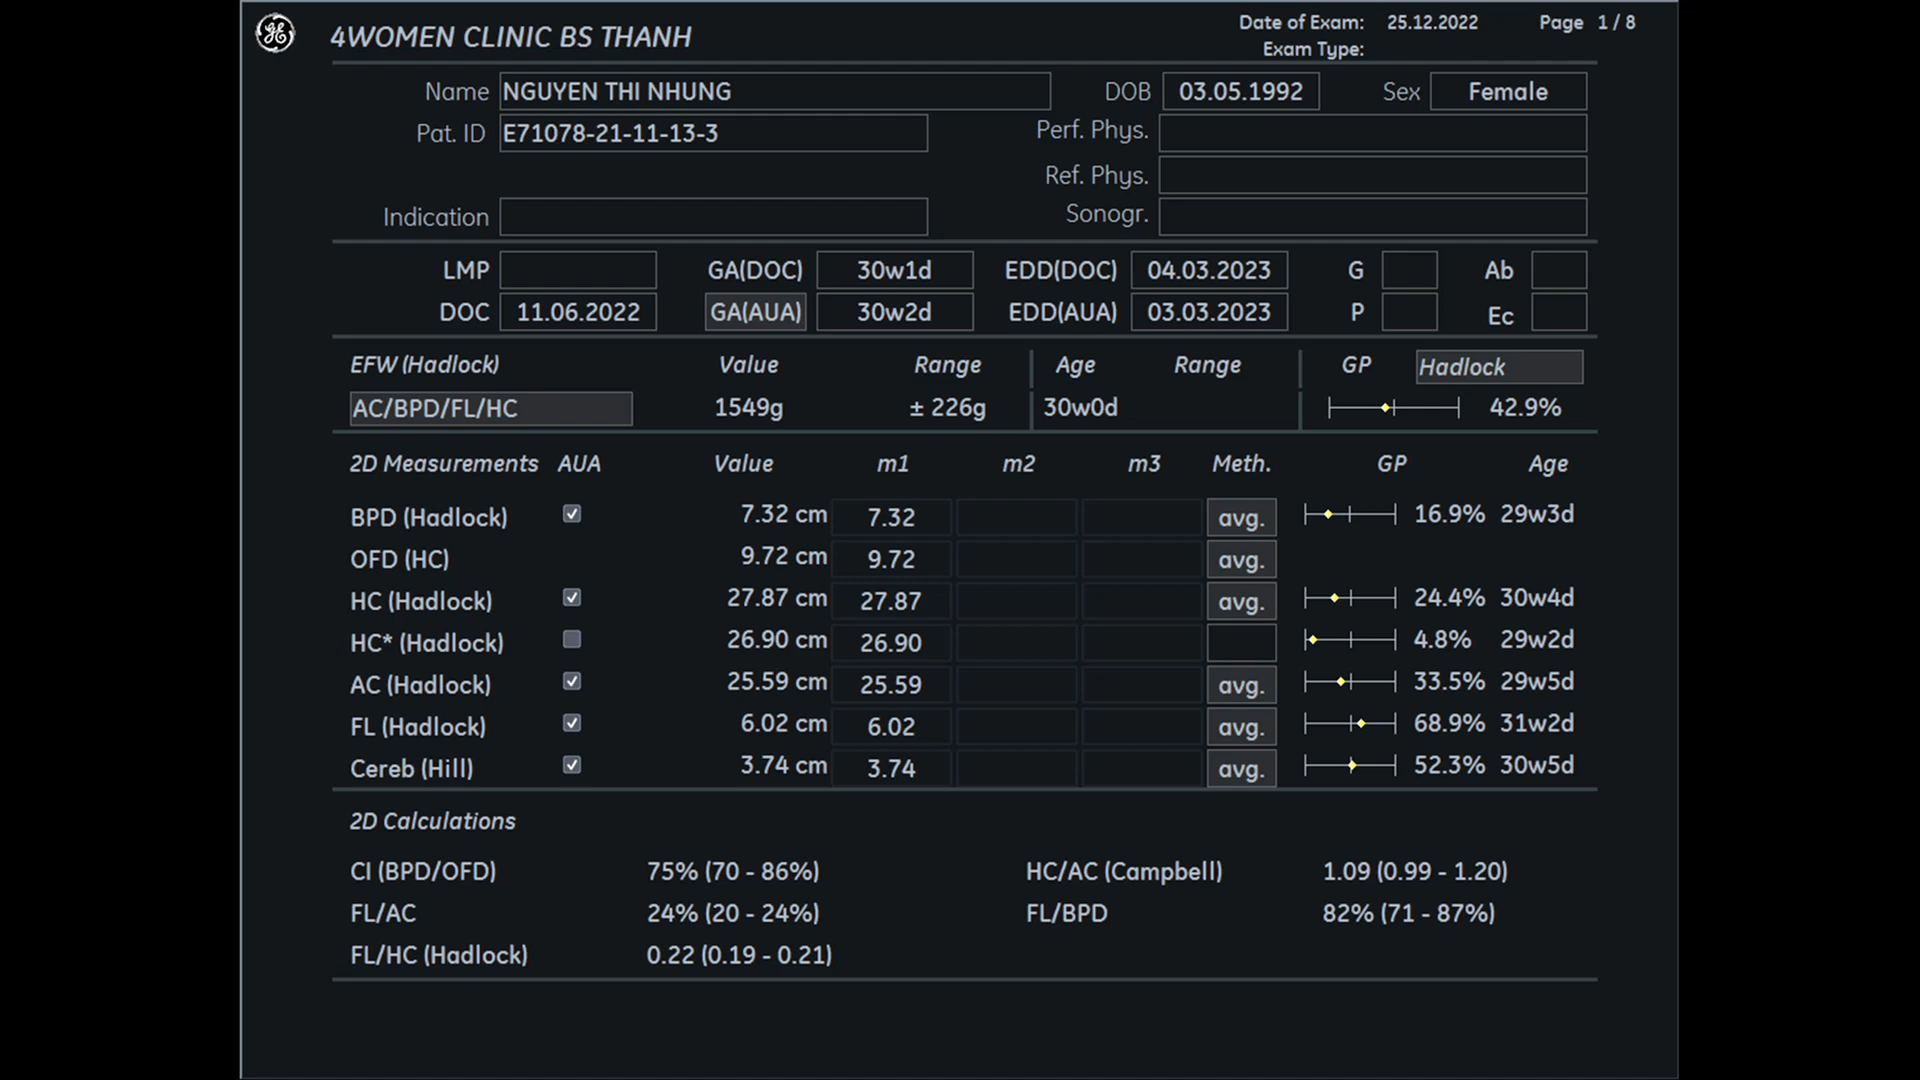 4WOMEN CLINIC BS THANH
Date of Exam: 25.12.2022 Page 1 / 8
Exam Type:
Name NGUYEN THI NHUNG DOB 03.05.1992 Sex Female
Pat. ID E71078-21-11-13-3 Perf. Phys.
Ref. Phys.
Indication Sonogr.
LMP GA(DOC) 30w1d EDD(DOC) 04.03.2023 G Ab
DOC 11.06.2022 GA(AUA) 30w2d EDD(AUA) 03.03.2023 P Ec
EFW (Hadlock) Value Range Age Range GP Hadlock
AC/BPD/FL/HC 1549g ± 226g 30w0d 42.9%
2D Measurements AUA Value m1 m2 m3 Meth. GP Age
BPD (Hadlock) 7.32 cm 7.32 avg. 16.9% 29w3d
OFD (HC) 9.72 cm 9.72 avg.
HC (Hadlock) 27.87 cm 27.87 avg. 24.4% 30w4d
HC* (Hadlock) 26.90 cm 26.90 4.8% 29w2d
AC (Hadlock) 25.59 cm 25.59 avg. 33.5% 29w5d
FL (Hadlock) 6.02 cm 6.02 avg. 68.9% 31w2d
Cereb (Hill) 3.74 cm 3.74 avg. 52.3% 30w5d
2D Calculations
CI (BPD/OFD) 75% (70 - 86%) HC/AC (Campbell) 1.09 (0.99 - 1.20)
FL/AC 24% (20 - 24%) FL/BPD 82% (71 - 87%)
FL/HC (Hadlock) 0.22 (0.19 - 0.21)